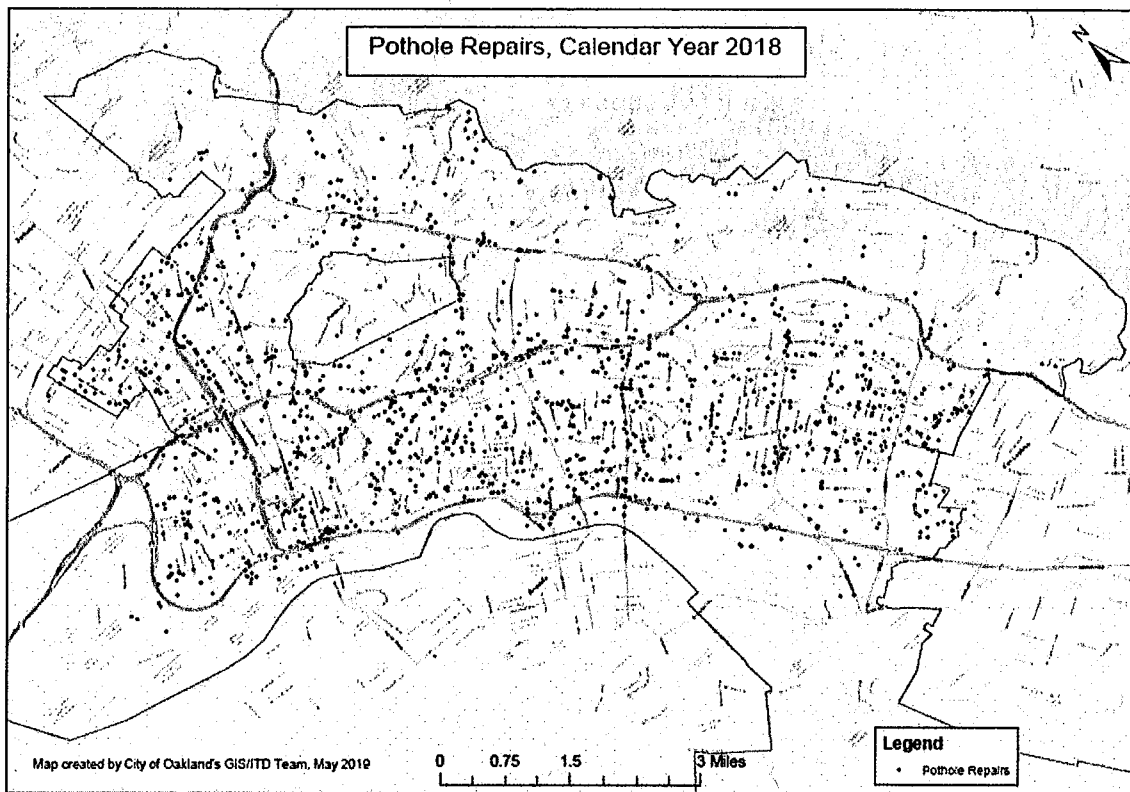 Pothole Repairs, Calendar Year 2018
N
Map created by City of Oakland's GIS/ITD Team, May 2019
0 0.75 1.5 3 Miles
Legend
Pothole Repairs